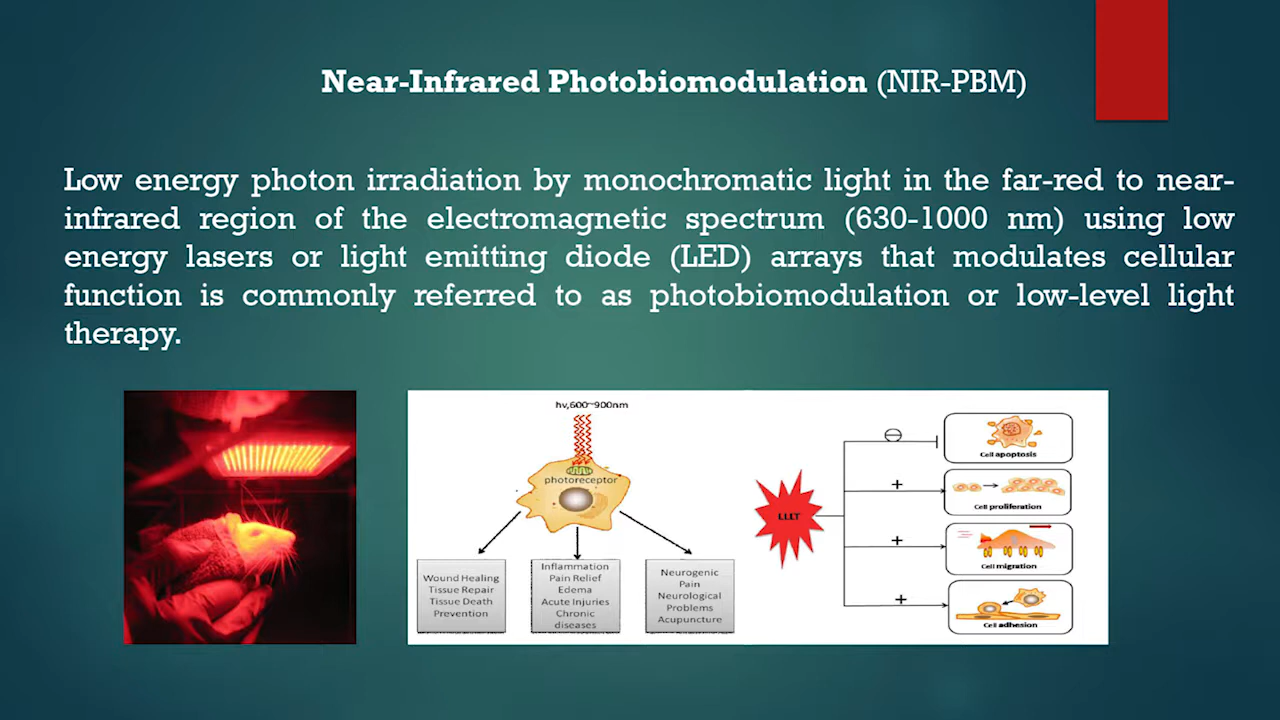 Near-Infrared Photobiomodulation (NIR-PBM)
Low energy photon irradiation by monochromatic light in the far-red to near-
infrared region of the electromagnetic spectrum (630-1000 nm) using low
energy lasers or light emitting diode (LED) arrays that modulates cellular
function is commonly referred to as photobiomodulation or low-level light
therapy.
hv,600~900nm
photoreceptor
Wound Healing
Tissue Repair
Tissue Death
Prevention
Inflammation
Pain Relief
Edema
Acute Injuries
Chronic
diseases
Neurogenic
Pain
Neurological
Problems
Acupuncture
LLLT
Cell apoptosis
+
Cell proliferation
+
Cell migration
+
Cell adhesion